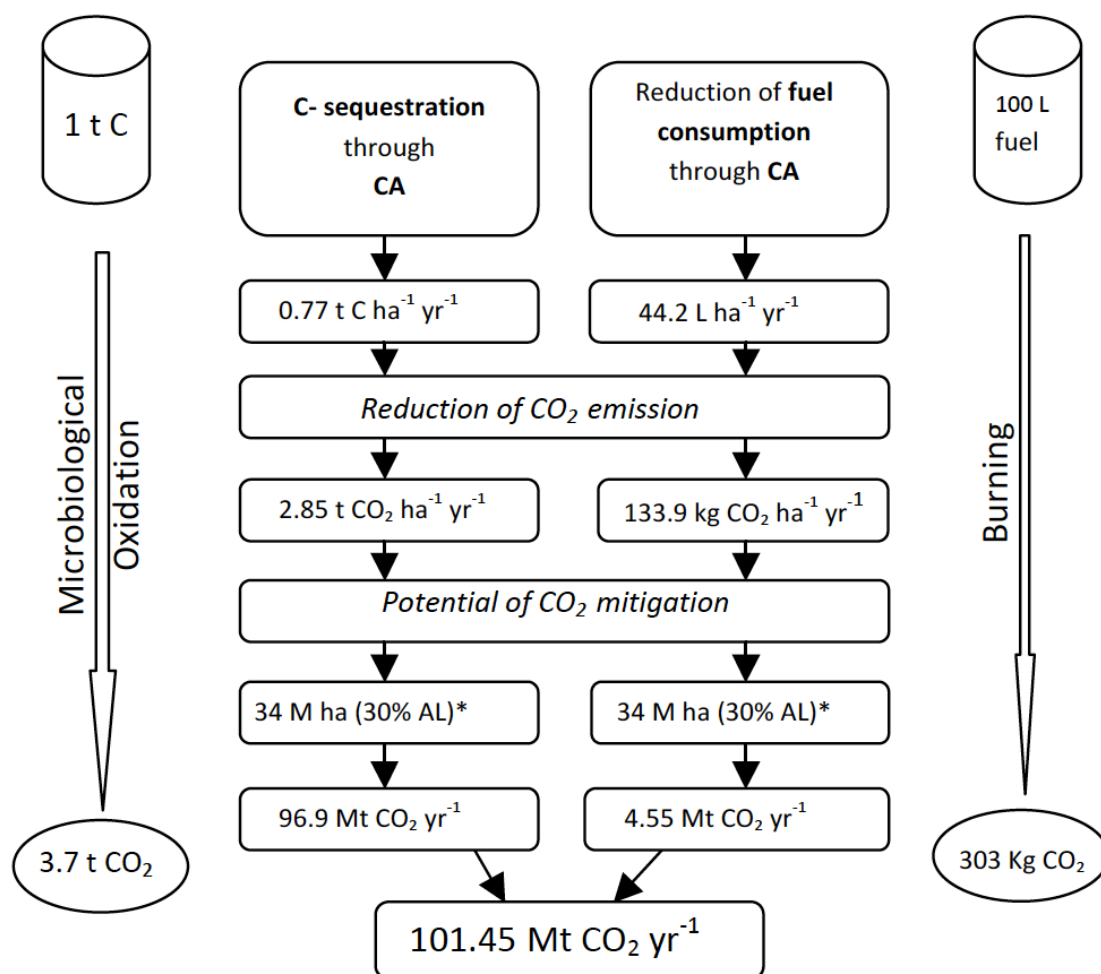 1 t C
C- sequestration
through
CA
Reduction of fuel
consumption
through CA
100 L
fuel
0.77 t C ha⁻¹ yr⁻¹
44.2 L ha⁻¹ yr⁻¹
Reduction of CO₂ emission
Microbiological
Oxidation
Burning
2.85 t CO₂ ha⁻¹ yr⁻¹
133.9 kg CO₂ ha⁻¹ yr⁻¹
Potential of CO₂ mitigation
34 M ha (30% AL)*
34 M ha (30% AL)*
96.9 Mt CO₂ yr⁻¹
4.55 Mt CO₂ yr⁻¹
3.7 t CO₂
303 Kg CO₂
101.45 Mt CO₂ yr⁻¹